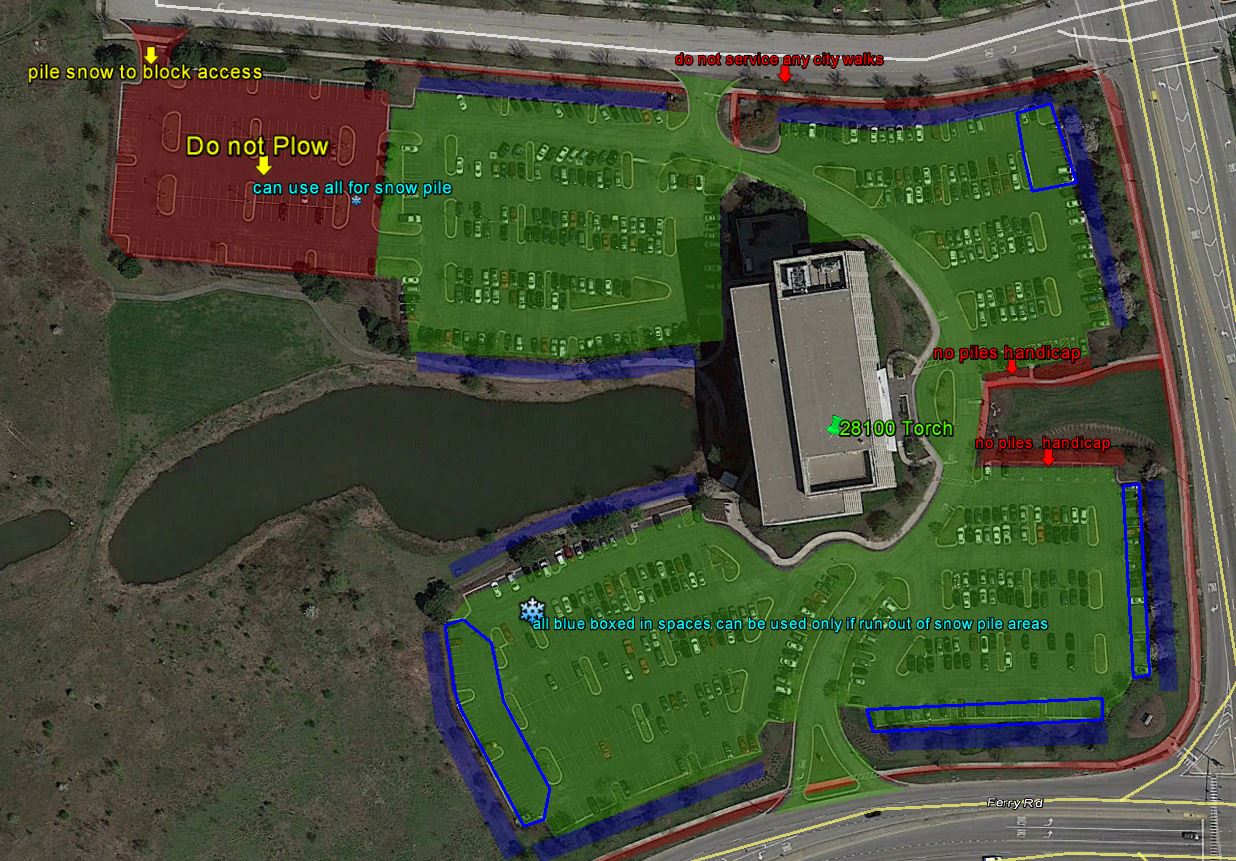 do not service any city walks
pile snow to block access
Do not Plow
can use all for snow pile
no piles handicap
28100 Torch
no piles handicap
all blue boxed in spaces can be used only if run out of snow pile areas
Ferry Rd